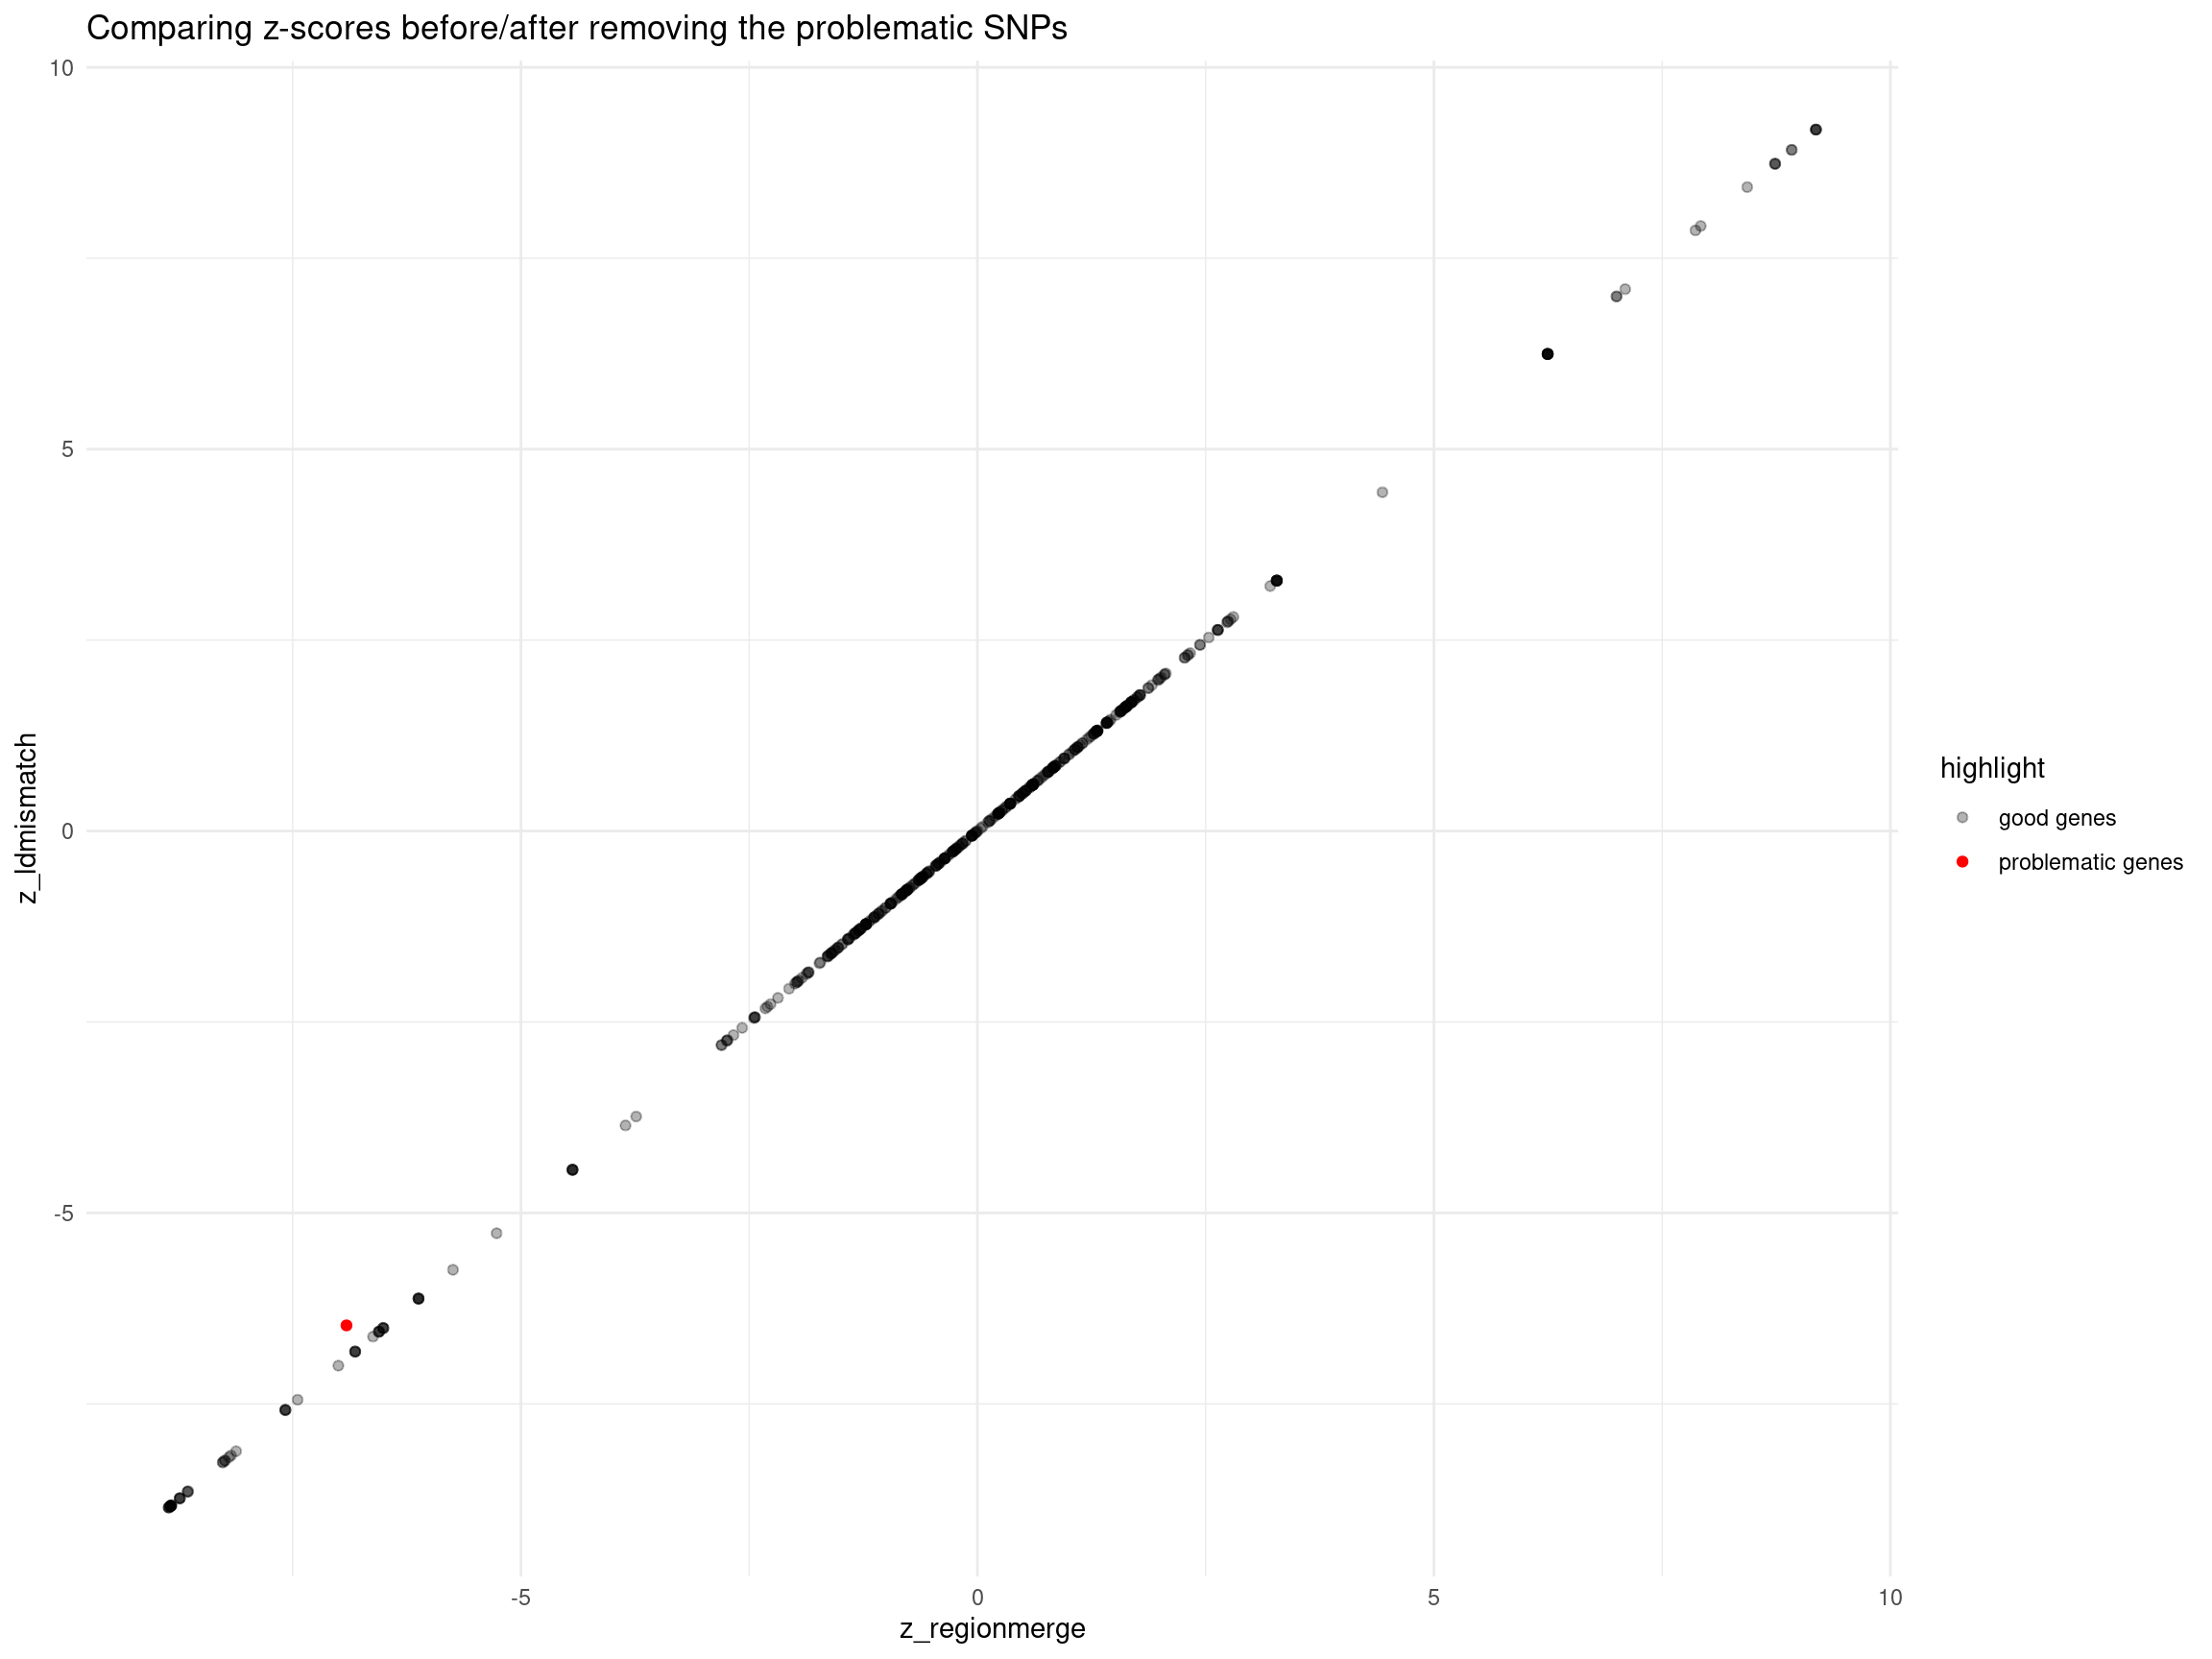 Comparing z-scores before/after removing the problematic SNPs
10
5
0
-5
z_ldmismatch
-5
0
5
10
z_regionmerge
highlight
good genes
problematic genes